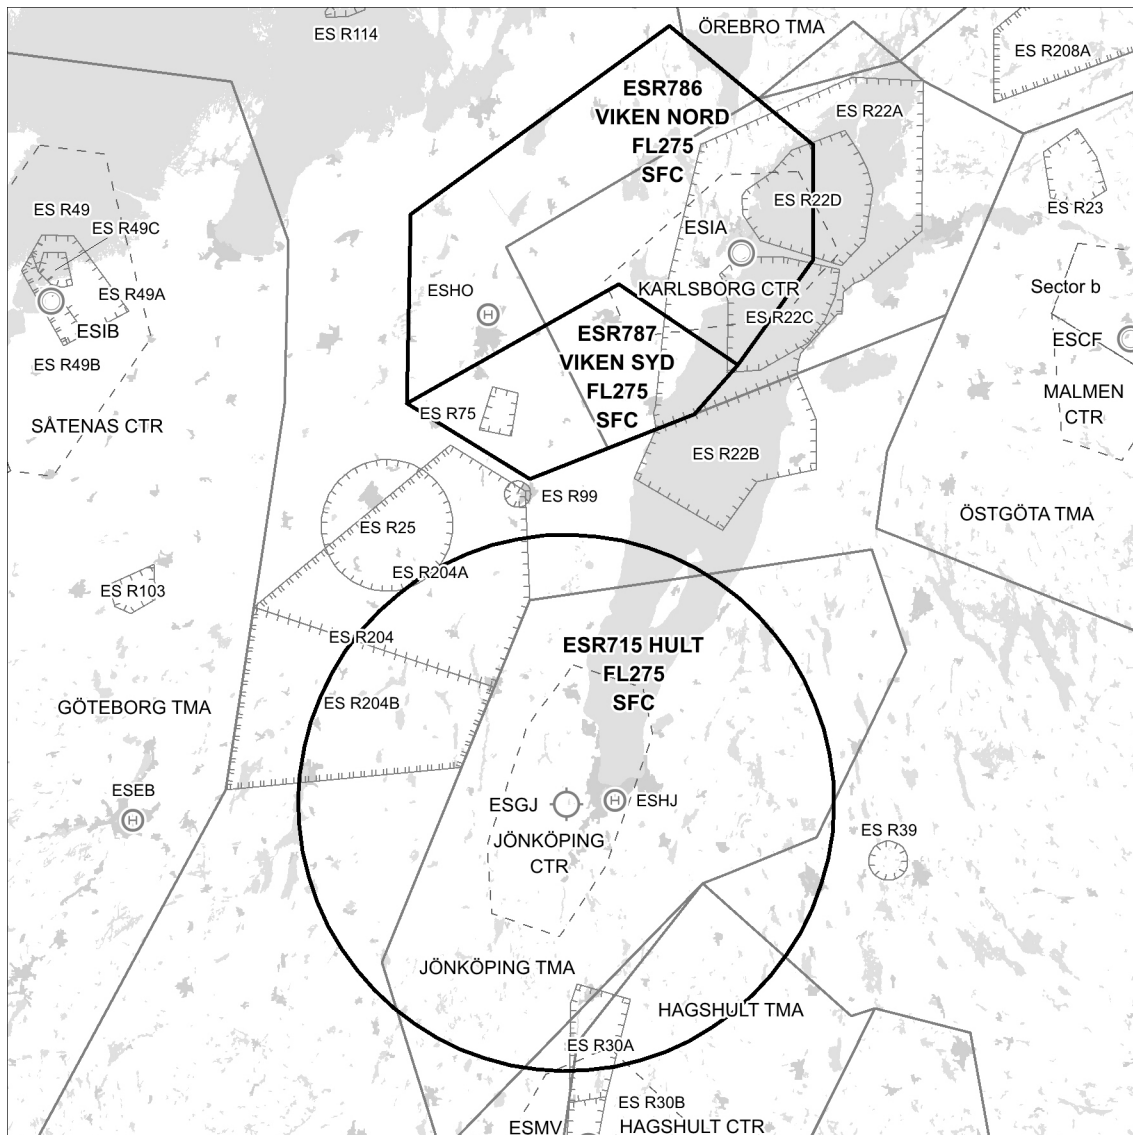 ÖREBRO TMA
ES R114
ES R208A
ESR786
VIKEN NORD
FL275
SFC
ES R22A
ES R49
ES R49C
ES R22D
ES R23
ESIA
ES R49A
ESHO
KARLSBORG CTR
Sector b
ES R22C
ESIB
ESR787
VIKEN SYD
FL275
SFC
ESCF
ES R49B
MALMEN
CTR
ES R75
SÅTENAS CTR
ES R22B
ES R99
ÖSTGÖTA TMA
ES R25
ES R204A
ES R103
ES R204
ESR715 HULT
FL275
SFC
ES R204B
GÖTEBORG TMA
ESEB
H
ESGJ
H
ESHJ
JÖNKÖPING
CTR
ES R39
JÖNKÖPING TMA
HAGSHULT TMA
ES R30A
ES R30B
ESMV
HAGSHULT CTR
H